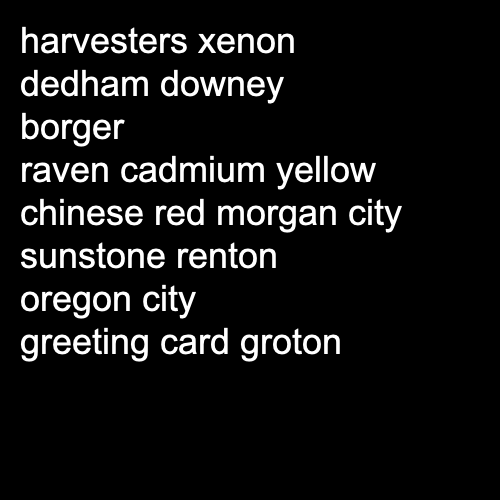 harvesters xenon
dedham downey
borger
raven cadmium yellow
chinese red morgan city
sunstone renton
oregon city
greeting card groton